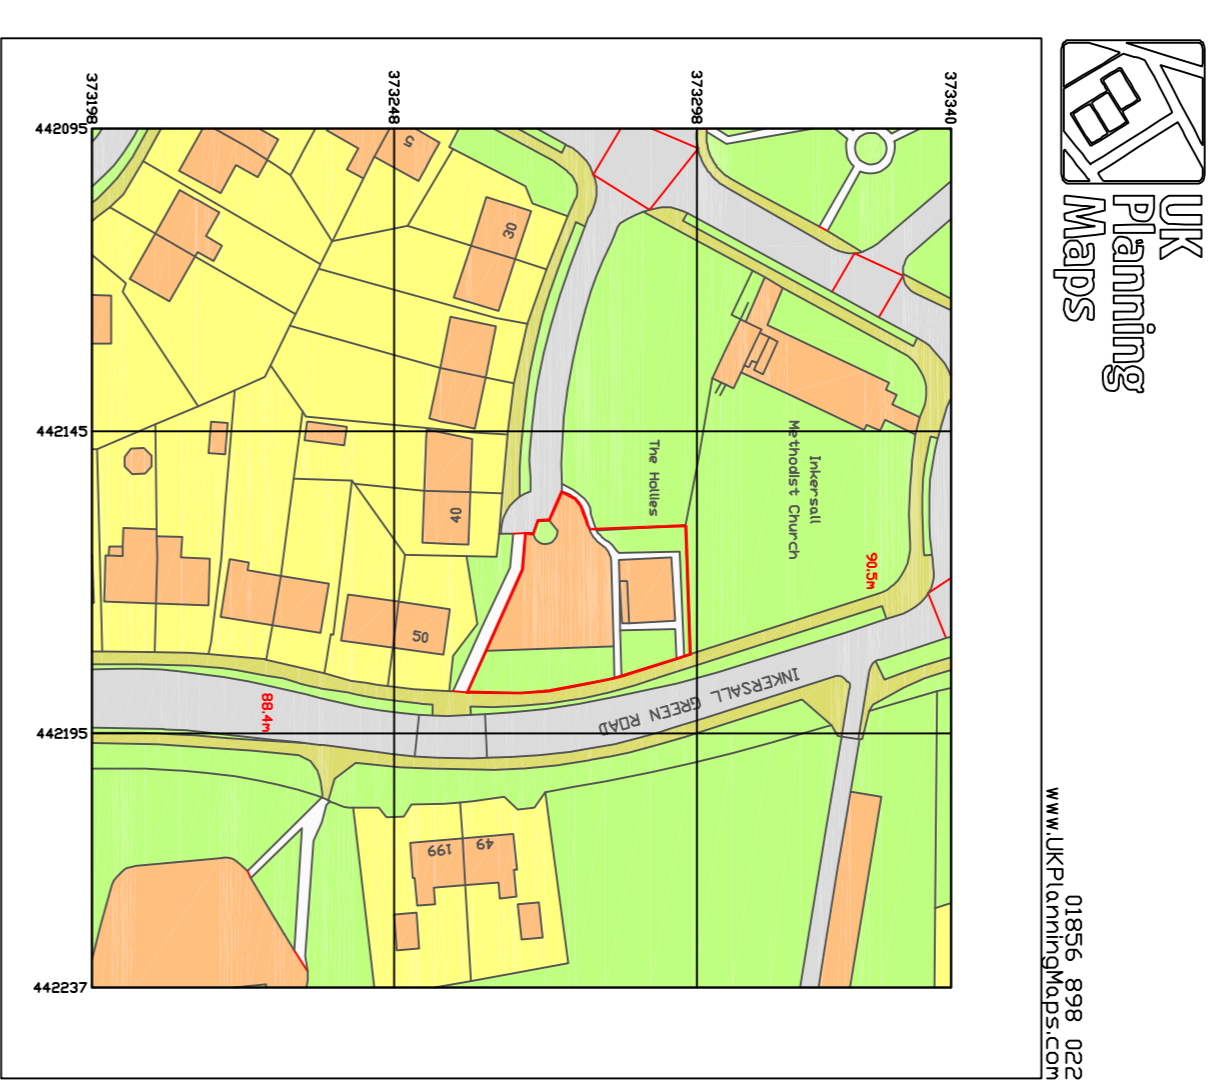 UK
Planning
Maps
01856 898 022
www.UKPlanningMaps.com
373198
373248
373298
373340
442095
442145
442195
442237
5
30
40
50
The Hollies
Inkersall
Methodist Church
90.5m
88.4m
INKERSALL GREEN ROAD
199
49